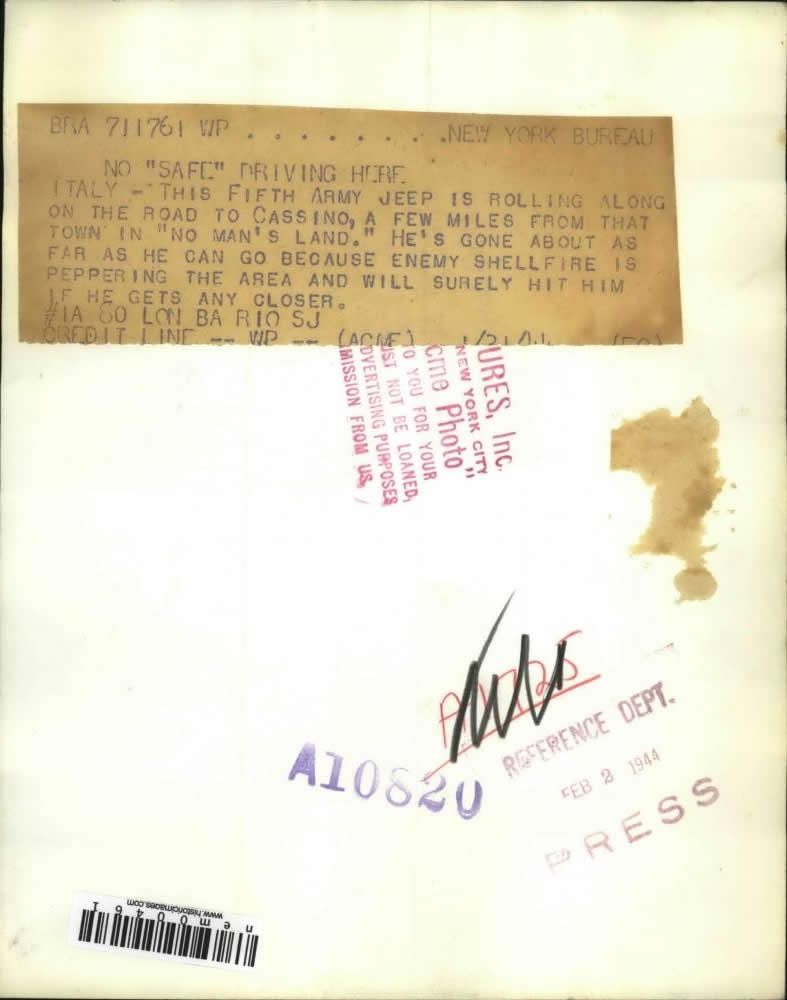 BRA 711761 WP . . . . . . . .NEW YORK BUREAU
NO "SAFE" DRIVING HERE
ITALY - THIS FIFTH ARMY JEEP IS ROLLING ALONG
ON THE ROAD TO CASSINO, A FEW MILES FROM THAT
TOWN IN "NO MAN'S LAND." HE'S GONE ABOUT AS
FAR AS HE CAN GO BECAUSE ENEMY SHELLFIRE IS
PEPPERING THE AREA AND WILL SURELY HIT HIM
IF HE GETS ANY CLOSER.
#1A 60 LON BA RIO SJ
CREDIT LINE -- WP -- (ACME)
URES, Inc.
NEW YORK CITY
cme Photo"
O YOU FOR YOUR
UST NOT BE LOANED,
DVERTISING PURPOSES
MISSION FROM US.
REFERENCE DEPT.
FEB 2 1944
PRESS
A10820
www.historicimages.com
nem00461